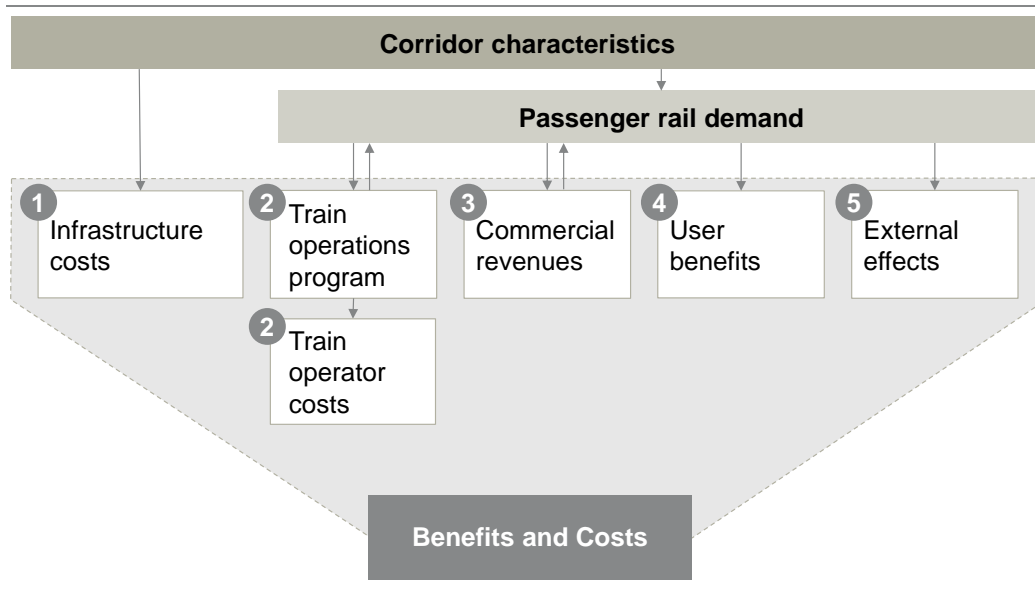 Corridor characteristics
Passenger rail demand
1
Infrastructure
costs
2
Train
operations
program
3
Commercial
revenues
4
User
benefits
5
External
effects
2
Train
operator
costs
Benefits and Costs